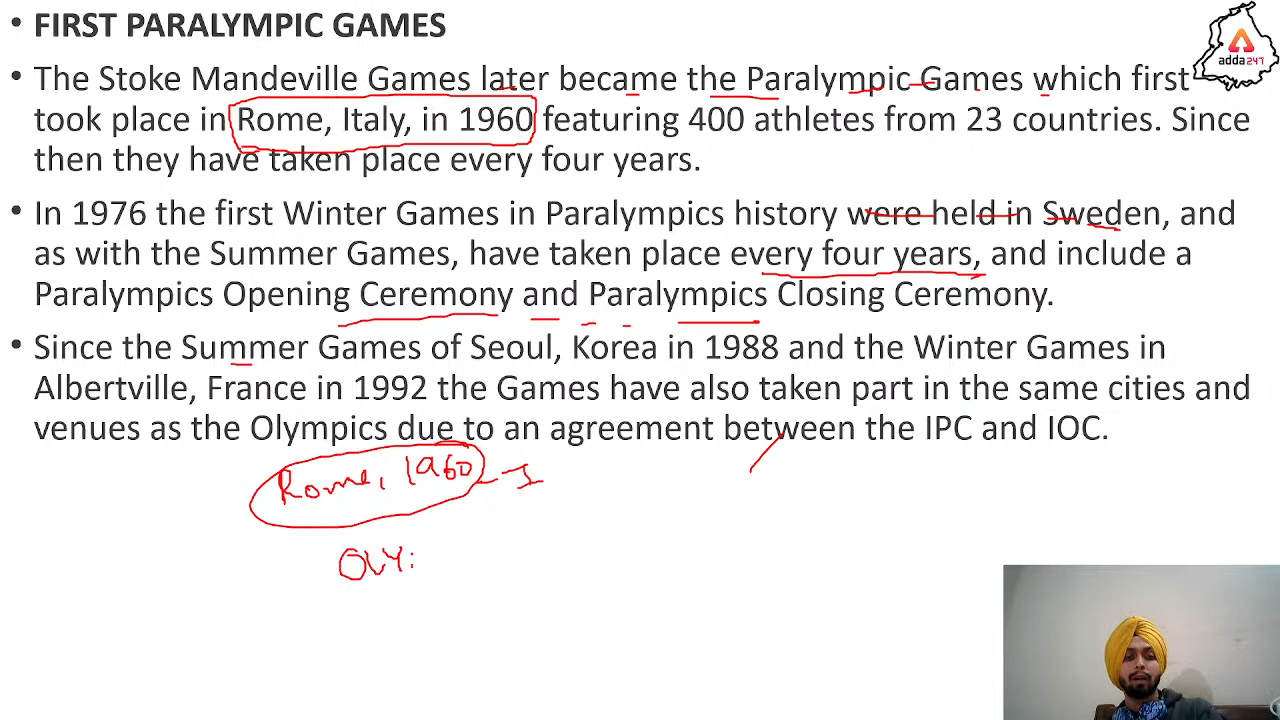 • FIRST PARALYMPIC GAMES
adda247
• The Stoke Mandeville Games later became the Paralympic Games which first
took place in Rome, Italy, in 1960 featuring 400 athletes from 23 countries. Since
then they have taken place every four years.
• In 1976 the first Winter Games in Paralympics history were held in Sweden, and
as with the Summer Games, have taken place every four years, and include a
Paralympics Opening Ceremony and Paralympics Closing Ceremony.
• Since the Summer Games of Seoul, Korea in 1988 and the Winter Games in
Albertville, France in 1992 the Games have also taken part in the same cities and
venues as the Olympics due to an agreement between the IPC and IOC.
Rome, 1960 - I
OLY: